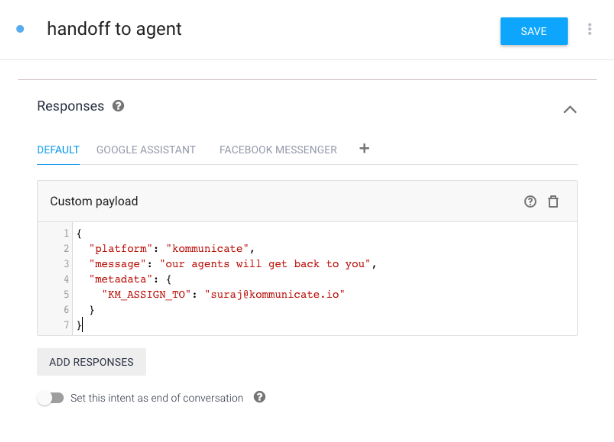 handoff to agent
SAVE
Responses
DEFAULT GOOGLE ASSISTANT FACEBOOK MESSENGER +
Custom payload
1 {
2 "platform": "kommunicate",
3 "message": "our agents will get back to you",
4 "metadata": {
5 "KM_ASSIGN_TO": "suraj@kommunicate.io"
6 }
7 }
ADD RESPONSES
Set this intent as end of conversation